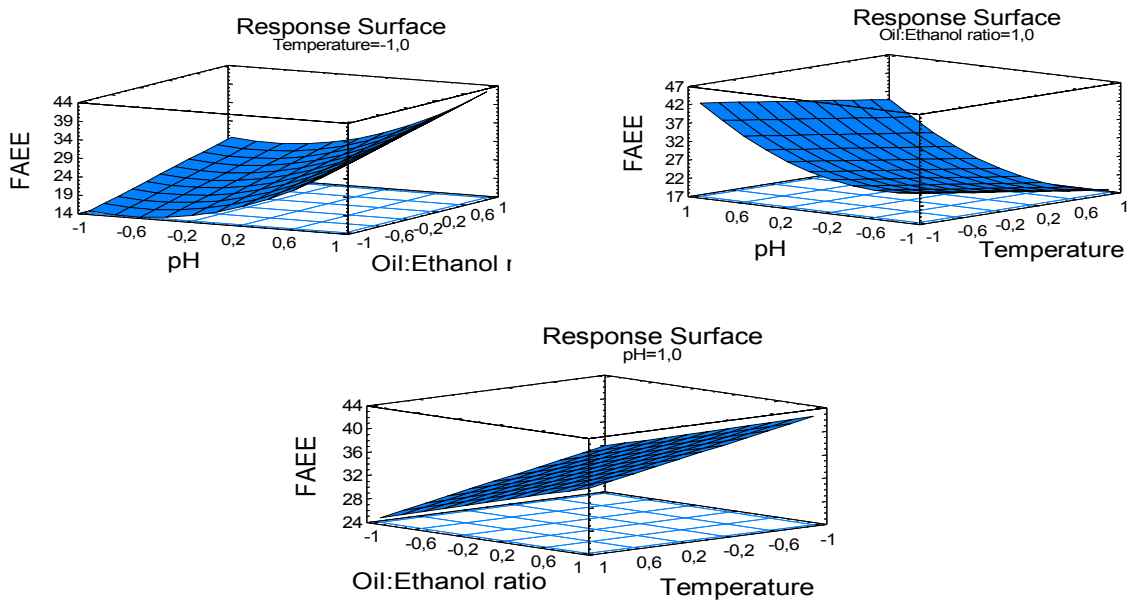 Response Surface
Temperature=-1,0
FAEE
44
39
34
29
24
19
14
-1 -0,6 -0,2 0,2 0,6 1
pH
-1 -0,6 -0,2 0,2 0,6 1
Oil:Ethanol r
Response Surface
Oil:Ethanol ratio=1,0
FAEE
47
42
37
32
27
22
17
1 0,6 0,2 -0,2 -0,6 -1
pH
-1 -0,6 -0,2 0,2 0,6 1
Temperature
Response Surface
pH=1,0
FAEE
44
40
36
32
28
24
-1 -0,6 -0,2 0,2 0,6 1
Oil:Ethanol ratio
1 0,6 0,2 -0,2 -0,6 -1
Temperature